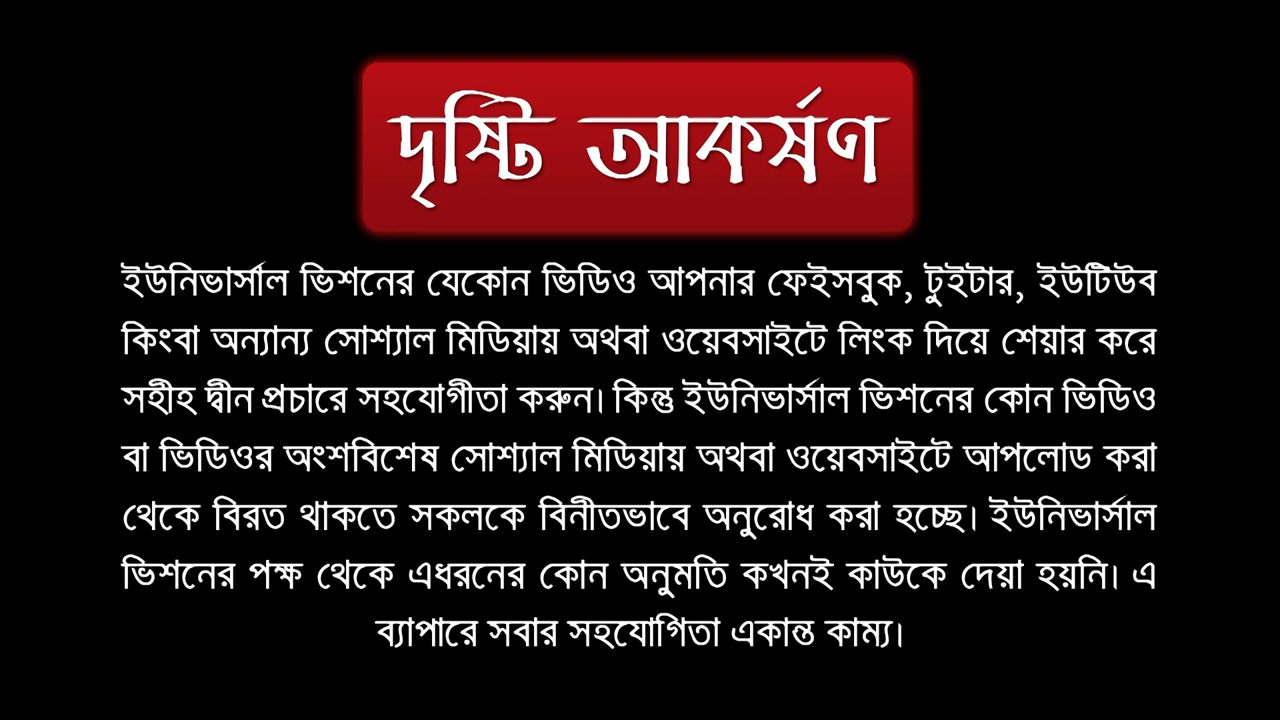 দৃষ্টি আকর্ষণ
ইউনিভার্সাল ভিশনের যেকোন ভিডিও আপনার ফেইসবুক, টুইটার, ইউটিউব
কিংবা অন্যান্য সোশ্যাল মিডিয়ায় অথবা ওয়েবসাইটে লিংক দিয়ে শেয়ার করে
সহীহ দ্বীন প্রচারে সহযোগীতা করুন। কিন্তু ইউনিভার্সাল ভিশনের কোন ভিডিও
বা ভিডিওর অংশবিশেষ সোশ্যাল মিডিয়ায় অথবা ওয়েবসাইটে আপলোড করা
থেকে বিরত থাকতে সকলকে বিনীতভাবে অনুরোধ করা হচ্ছে। ইউনিভার্সাল
ভিশনের পক্ষ থেকে এধরনের কোন অনুমতি কখনই কাউকে দেয়া হয়নি। এ
ব্যাপারে সবার সহযোগিতা একান্ত কাম্য।